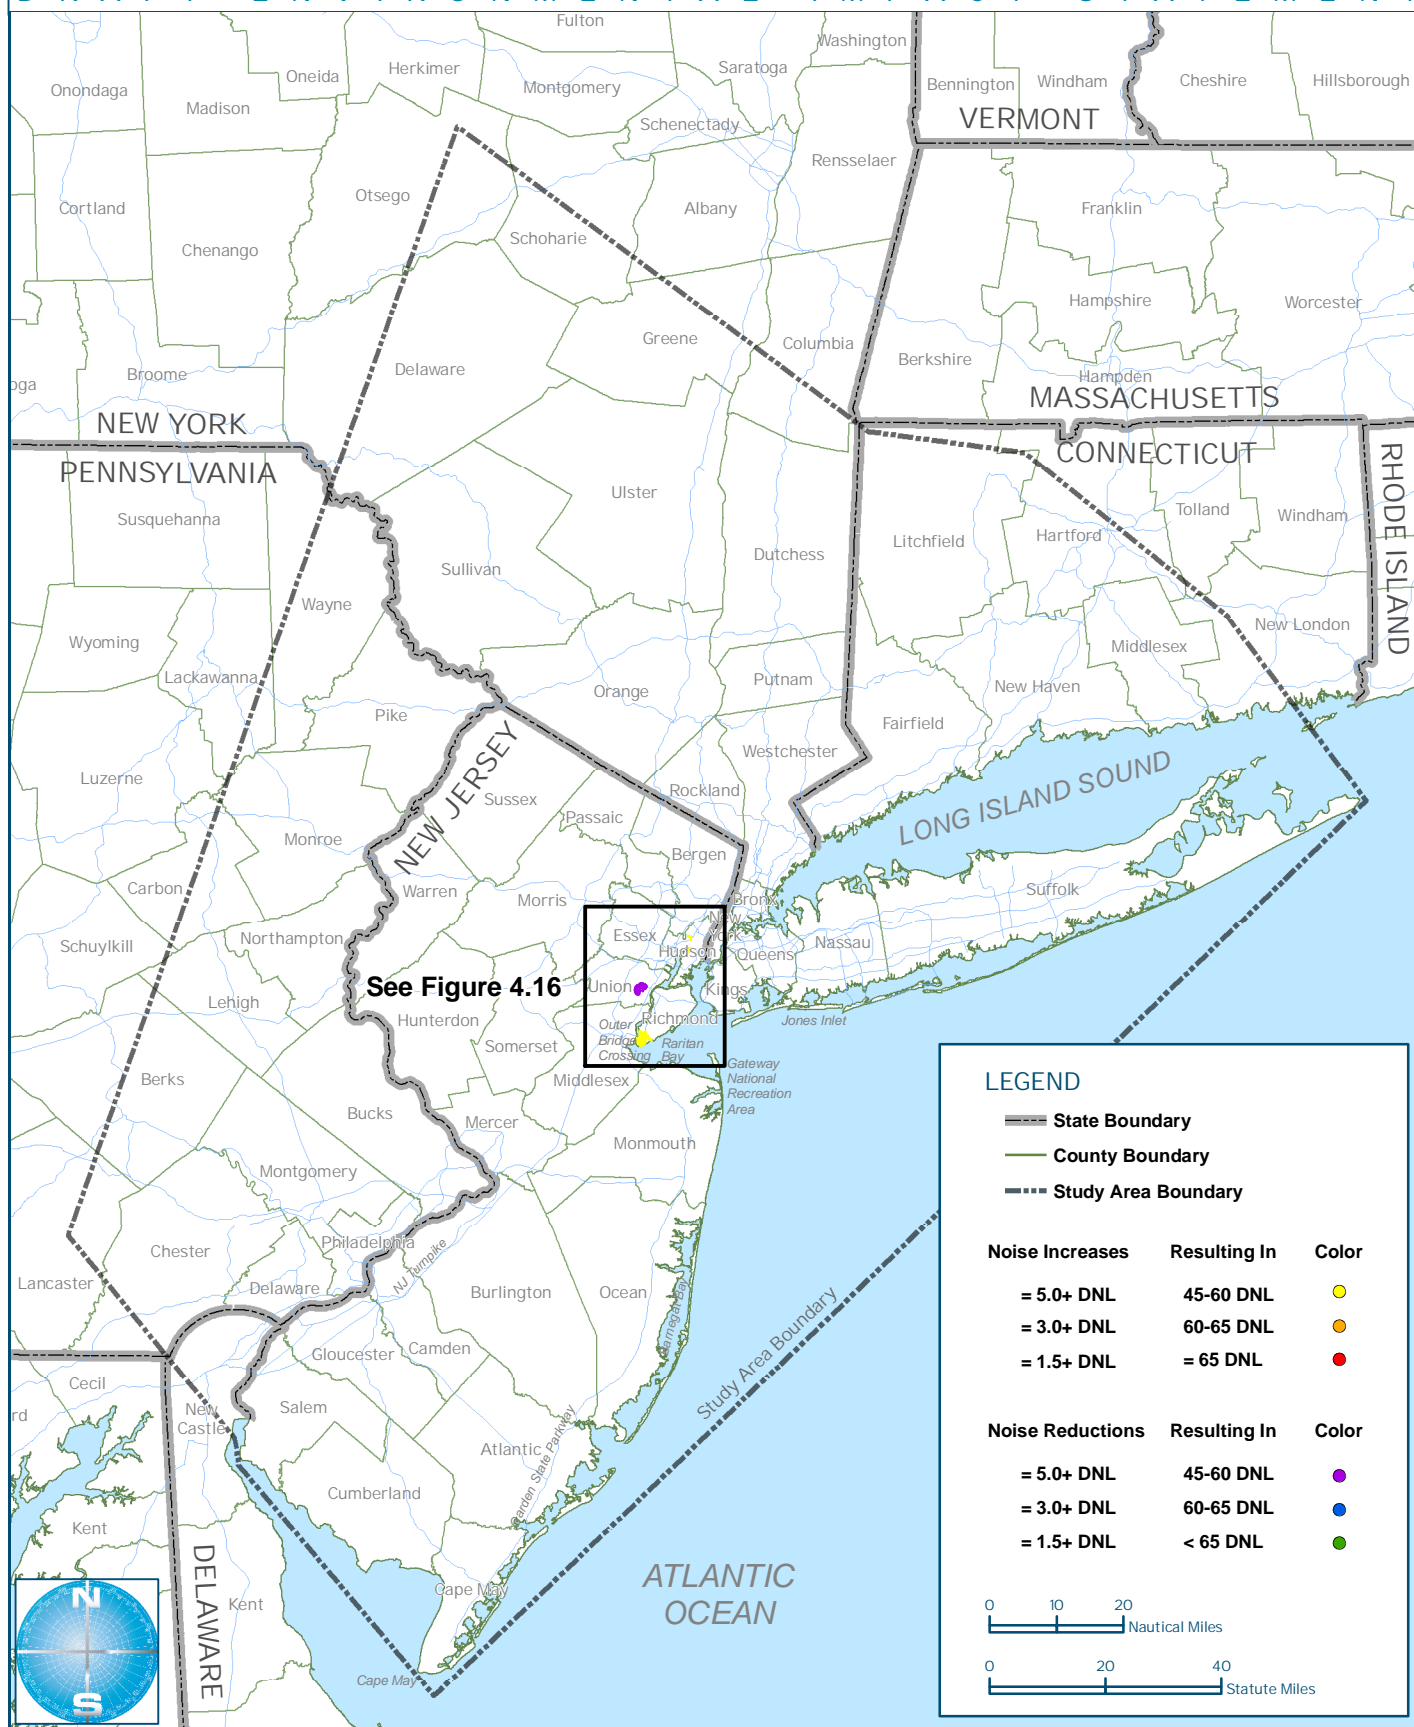 DRAFT ENVIRONMENTAL IMPACT STATEMENT
Fulton
Washington
Oneida
Herkimer
Saratoga
Onondaga
Madison
Montgomery
Bennington
Windham
Cheshire
Hillsborough
VERMONT
Schenectady
Rensselaer
Otsego
Cortland
Albany
Franklin
Chenango
Schoharie
Hampshire
Worcester
Greene
Columbia
Berkshire
Broome
Delaware
Hampden
oga
MASSACHUSETTS
NEW YORK
CONNECTICUT
PENNSYLVANIA
RHODE ISLAND
Ulster
Susquehanna
Tolland
Windham
Litchfield
Hartford
Dutchess
Sullivan
Wayne
New London
Wyoming
Middlesex
Lackawanna
Putnam
New Haven
Orange
Pike
Fairfield
Westchester
NEW JERSEY
Luzerne
Rockland
LONG ISLAND SOUND
Sussex
Passaic
Monroe
Bergen
Carbon
Warren
Morris
Bronx
Suffolk
New
York
Schuylkill
Northampton
Essex
Hudson
Queens
Nassau
See Figure 4.16
Union
Kings
Lehigh
Hunterdon
Richmond
Jones Inlet
Outer
Bridge
Crossing
Raritan
Bay
Somerset
Middlesex
Gateway
National
Recreation
Area
Berks
Bucks
Mercer
Monmouth
Montgomery
Philadelphia
NJ Turnpike
Chester
Lancaster
Delaware
Burlington
Ocean
Barnegat Bay
Study Area Boundary
Gloucester
Camden
Cecil
rd
New
Castle
Salem
Atlantic
Garden State Parkway
Cumberland
Kent
DELAWARE
ATLANTIC
OCEAN
Cape May
Kent
Cape May
N
S
LEGEND
State Boundary
County Boundary
Study Area Boundary
Noise Increases Resulting In Color
= 5.0+ DNL 45-60 DNL
= 3.0+ DNL 60-65 DNL
= 1.5+ DNL = 65 DNL
Noise Reductions Resulting In Color
= 5.0+ DNL 45-60 DNL
= 3.0+ DNL 60-65 DNL
= 1.5+ DNL < 65 DNL
0 10 20
Nautical Miles
0 20 40
Statute Miles